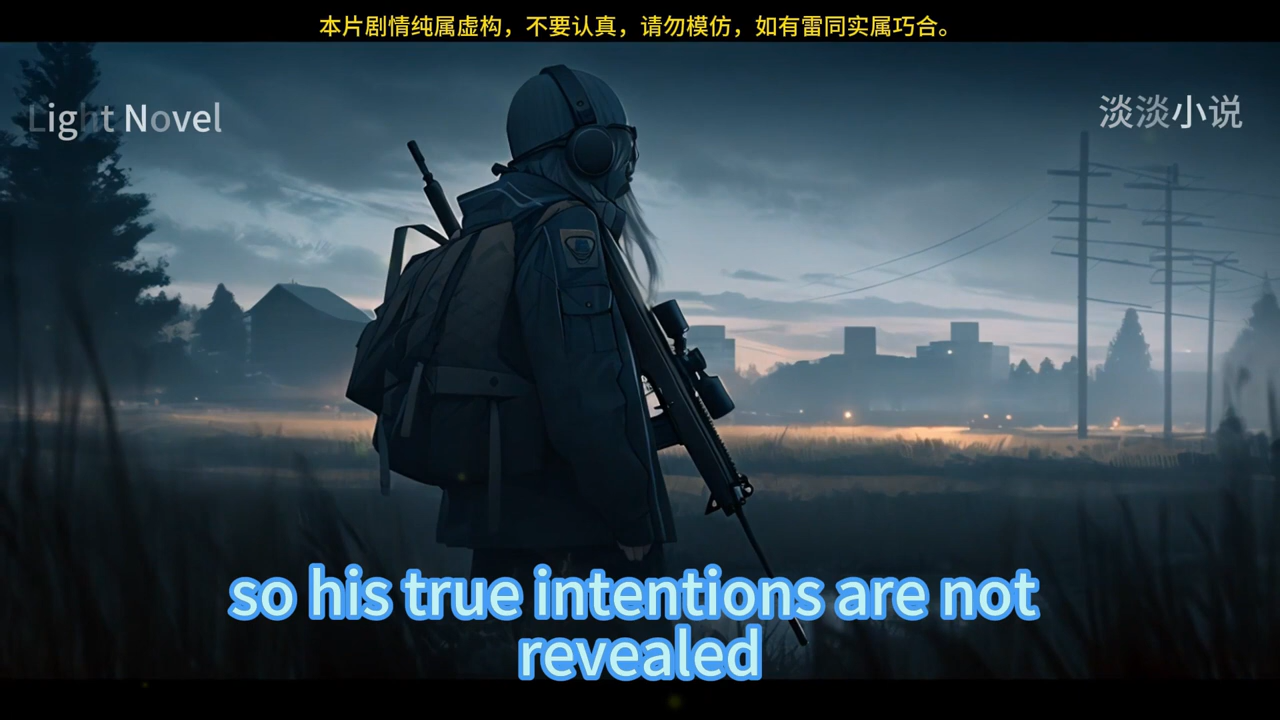 本片剧情纯属虚构，不要认真，请勿模仿，如有雷同实属巧合。
Light Novel
淡淡小说
so his true intentions are not
revealed